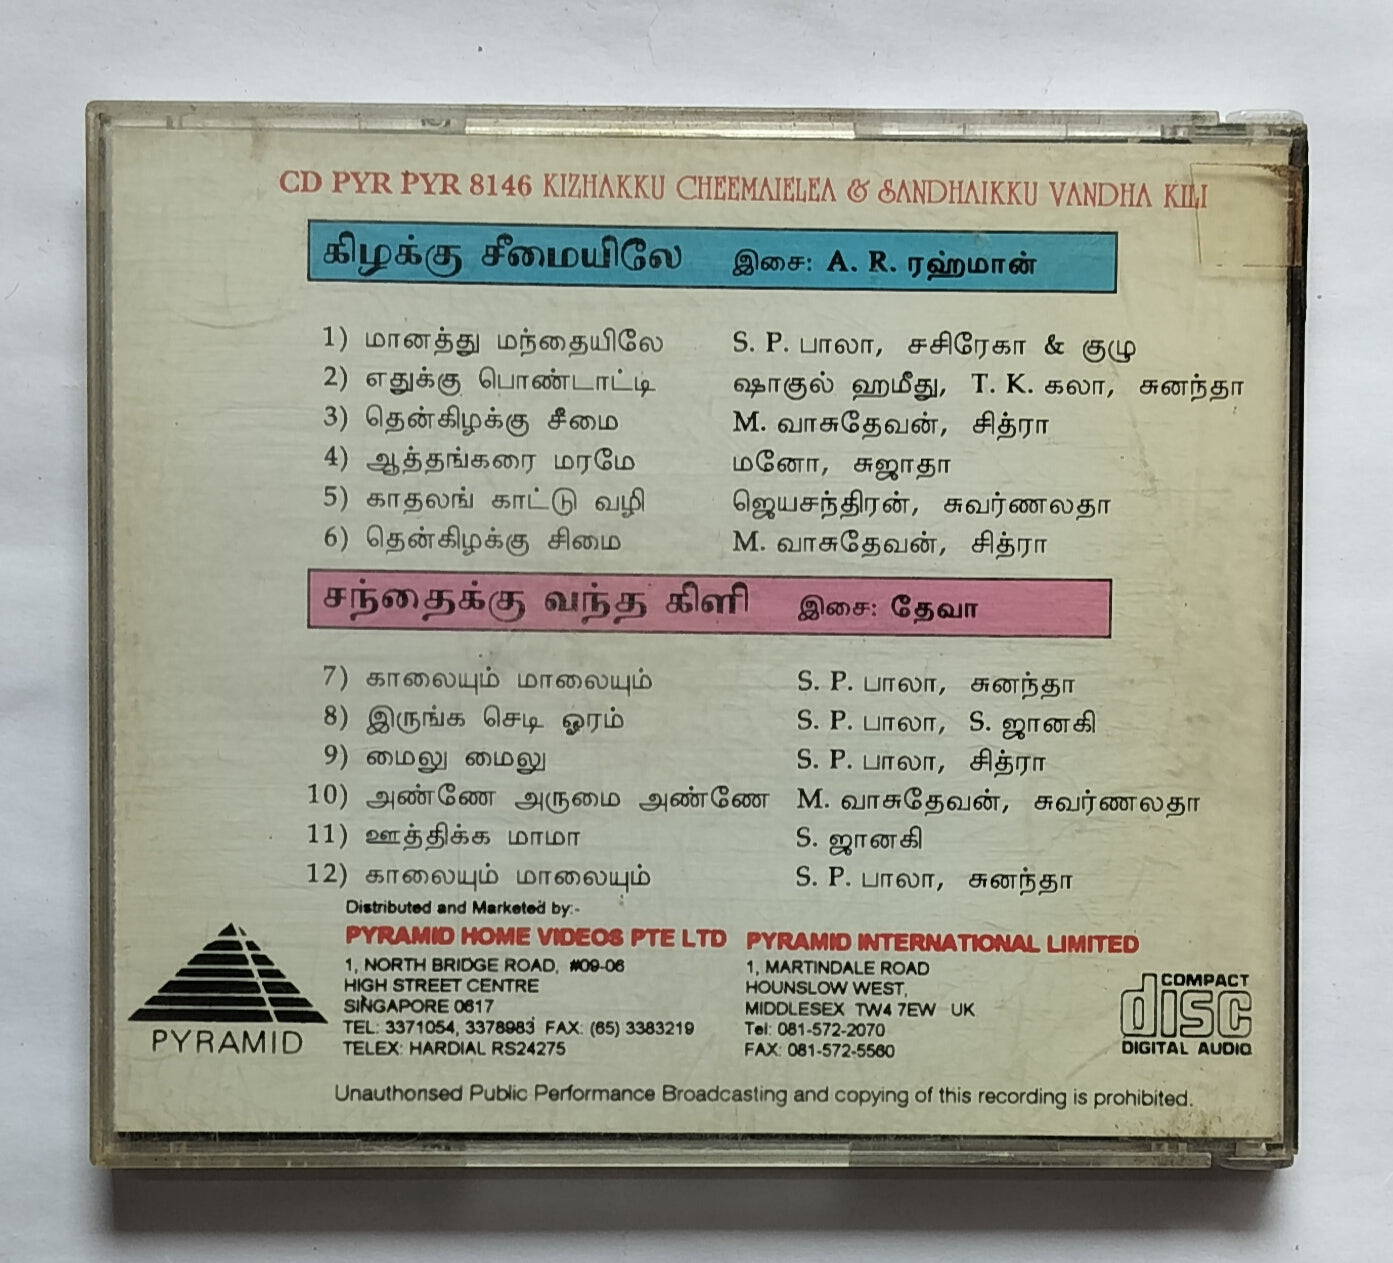 CD PYR PYR 8146 KIZHAKKU CHEEMAIELEA & SANDHAIKKU VANDHA KILI
கிழக்கு சீமையிலே இசை: A. R. ரஹ்மான்
1) மானத்து மந்தையிலே S. P. பாலா, சசிரேகா & குழு
2) எதுக்கு பொண்டாட்டி ஷாகுல் ஹமீது, T. K. கலா, சுனந்தா
3) தென்கிழக்கு சீமை M. வாசுதேவன், சித்ரா
4) ஆத்தங்கரை மரமே மனோ, சுஜாதா
5) காதலங் காட்டு வழி ஜெயசந்திரன், சுவர்ணலதா
6) தென்கிழக்கு சிமை M. வாசுதேவன், சித்ரா
சந்தைக்கு வந்த கிளி இசை: தேவா
7) காலையும் மாலையும் S. P. பாலா, சுனந்தா
8) இருங்க செடி ஓரம் S. P. பாலா, S. ஜானகி
9) மைலு மைலு S. P. பாலா, சித்ரா
10) அண்ணே அருமை அண்ணே M. வாசுதேவன், சுவர்ணலதா
11) ஊத்திக்க மாமா S. ஜானகி
12) காலையும் மாலையும் S. P. பாலா, சுனந்தா
Distributed and Marketed by:-
PYRAMID HOME VIDEOS PTE LTD
1, NORTH BRIDGE ROAD, #09-06
HIGH STREET CENTRE
SINGAPORE 0617
TEL: 3371054, 3378983 FAX: (65) 3383219
TELEX: HARDIAL RS24275
PYRAMID INTERNATIONAL LIMITED
1, MARTINDALE ROAD
HOUNSLOW WEST,
MIDDLESEX TW4 7EW UK
Tel: 081-572-2070
FAX: 081-572-5560
PYRAMID
COMPACT
disc
DIGITAL AUDIO
Unauthorised Public Performance Broadcasting and copying of this recording is prohibited.